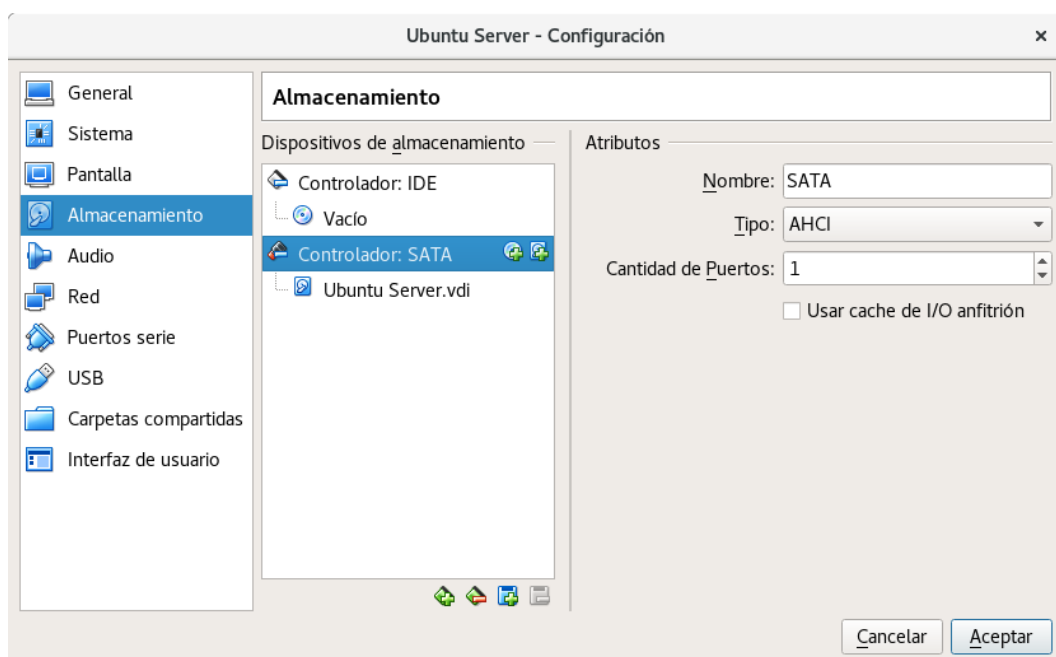 Ubuntu Server - Configuración
General
Sistema
Pantalla
Almacenamiento
Audio
Red
Puertos serie
USB
Carpetas compartidas
Interfaz de usuario
Almacenamiento
Dispositivos de almacenamiento
Controlador: IDE
Vacío
Controlador: SATA
Ubuntu Server.vdi
Atributos
Nombre: SATA
Tipo: AHCI
Cantidad de Puertos: 1
Usar cache de I/O anfitrión
Cancelar
Aceptar